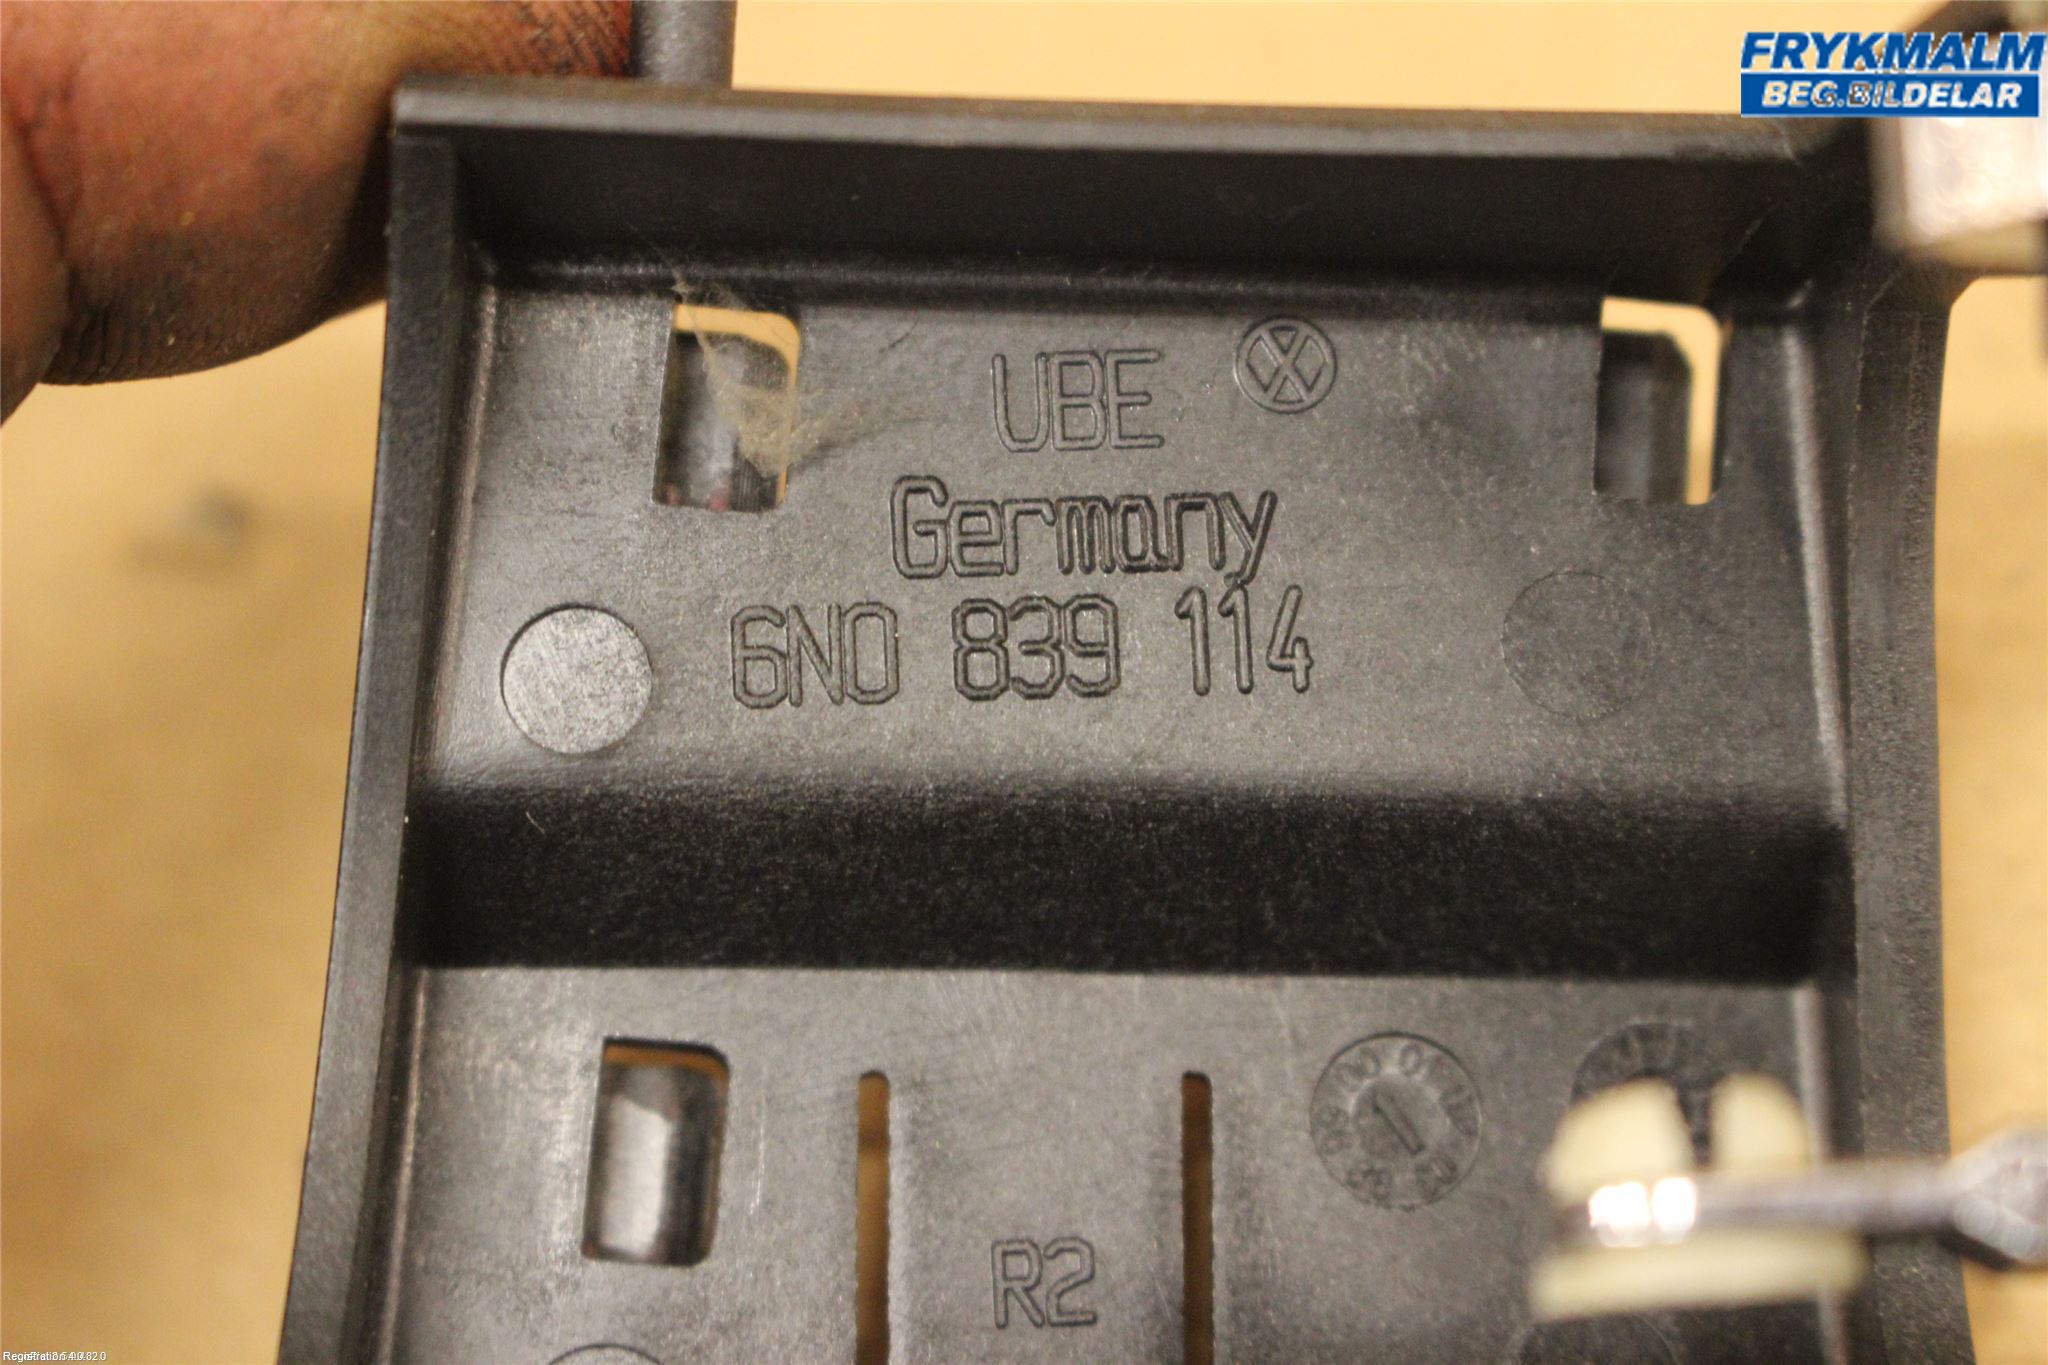 FRYKMALM
BEG.BILDELAR
UBE
Germany
6N0 839 114
R2